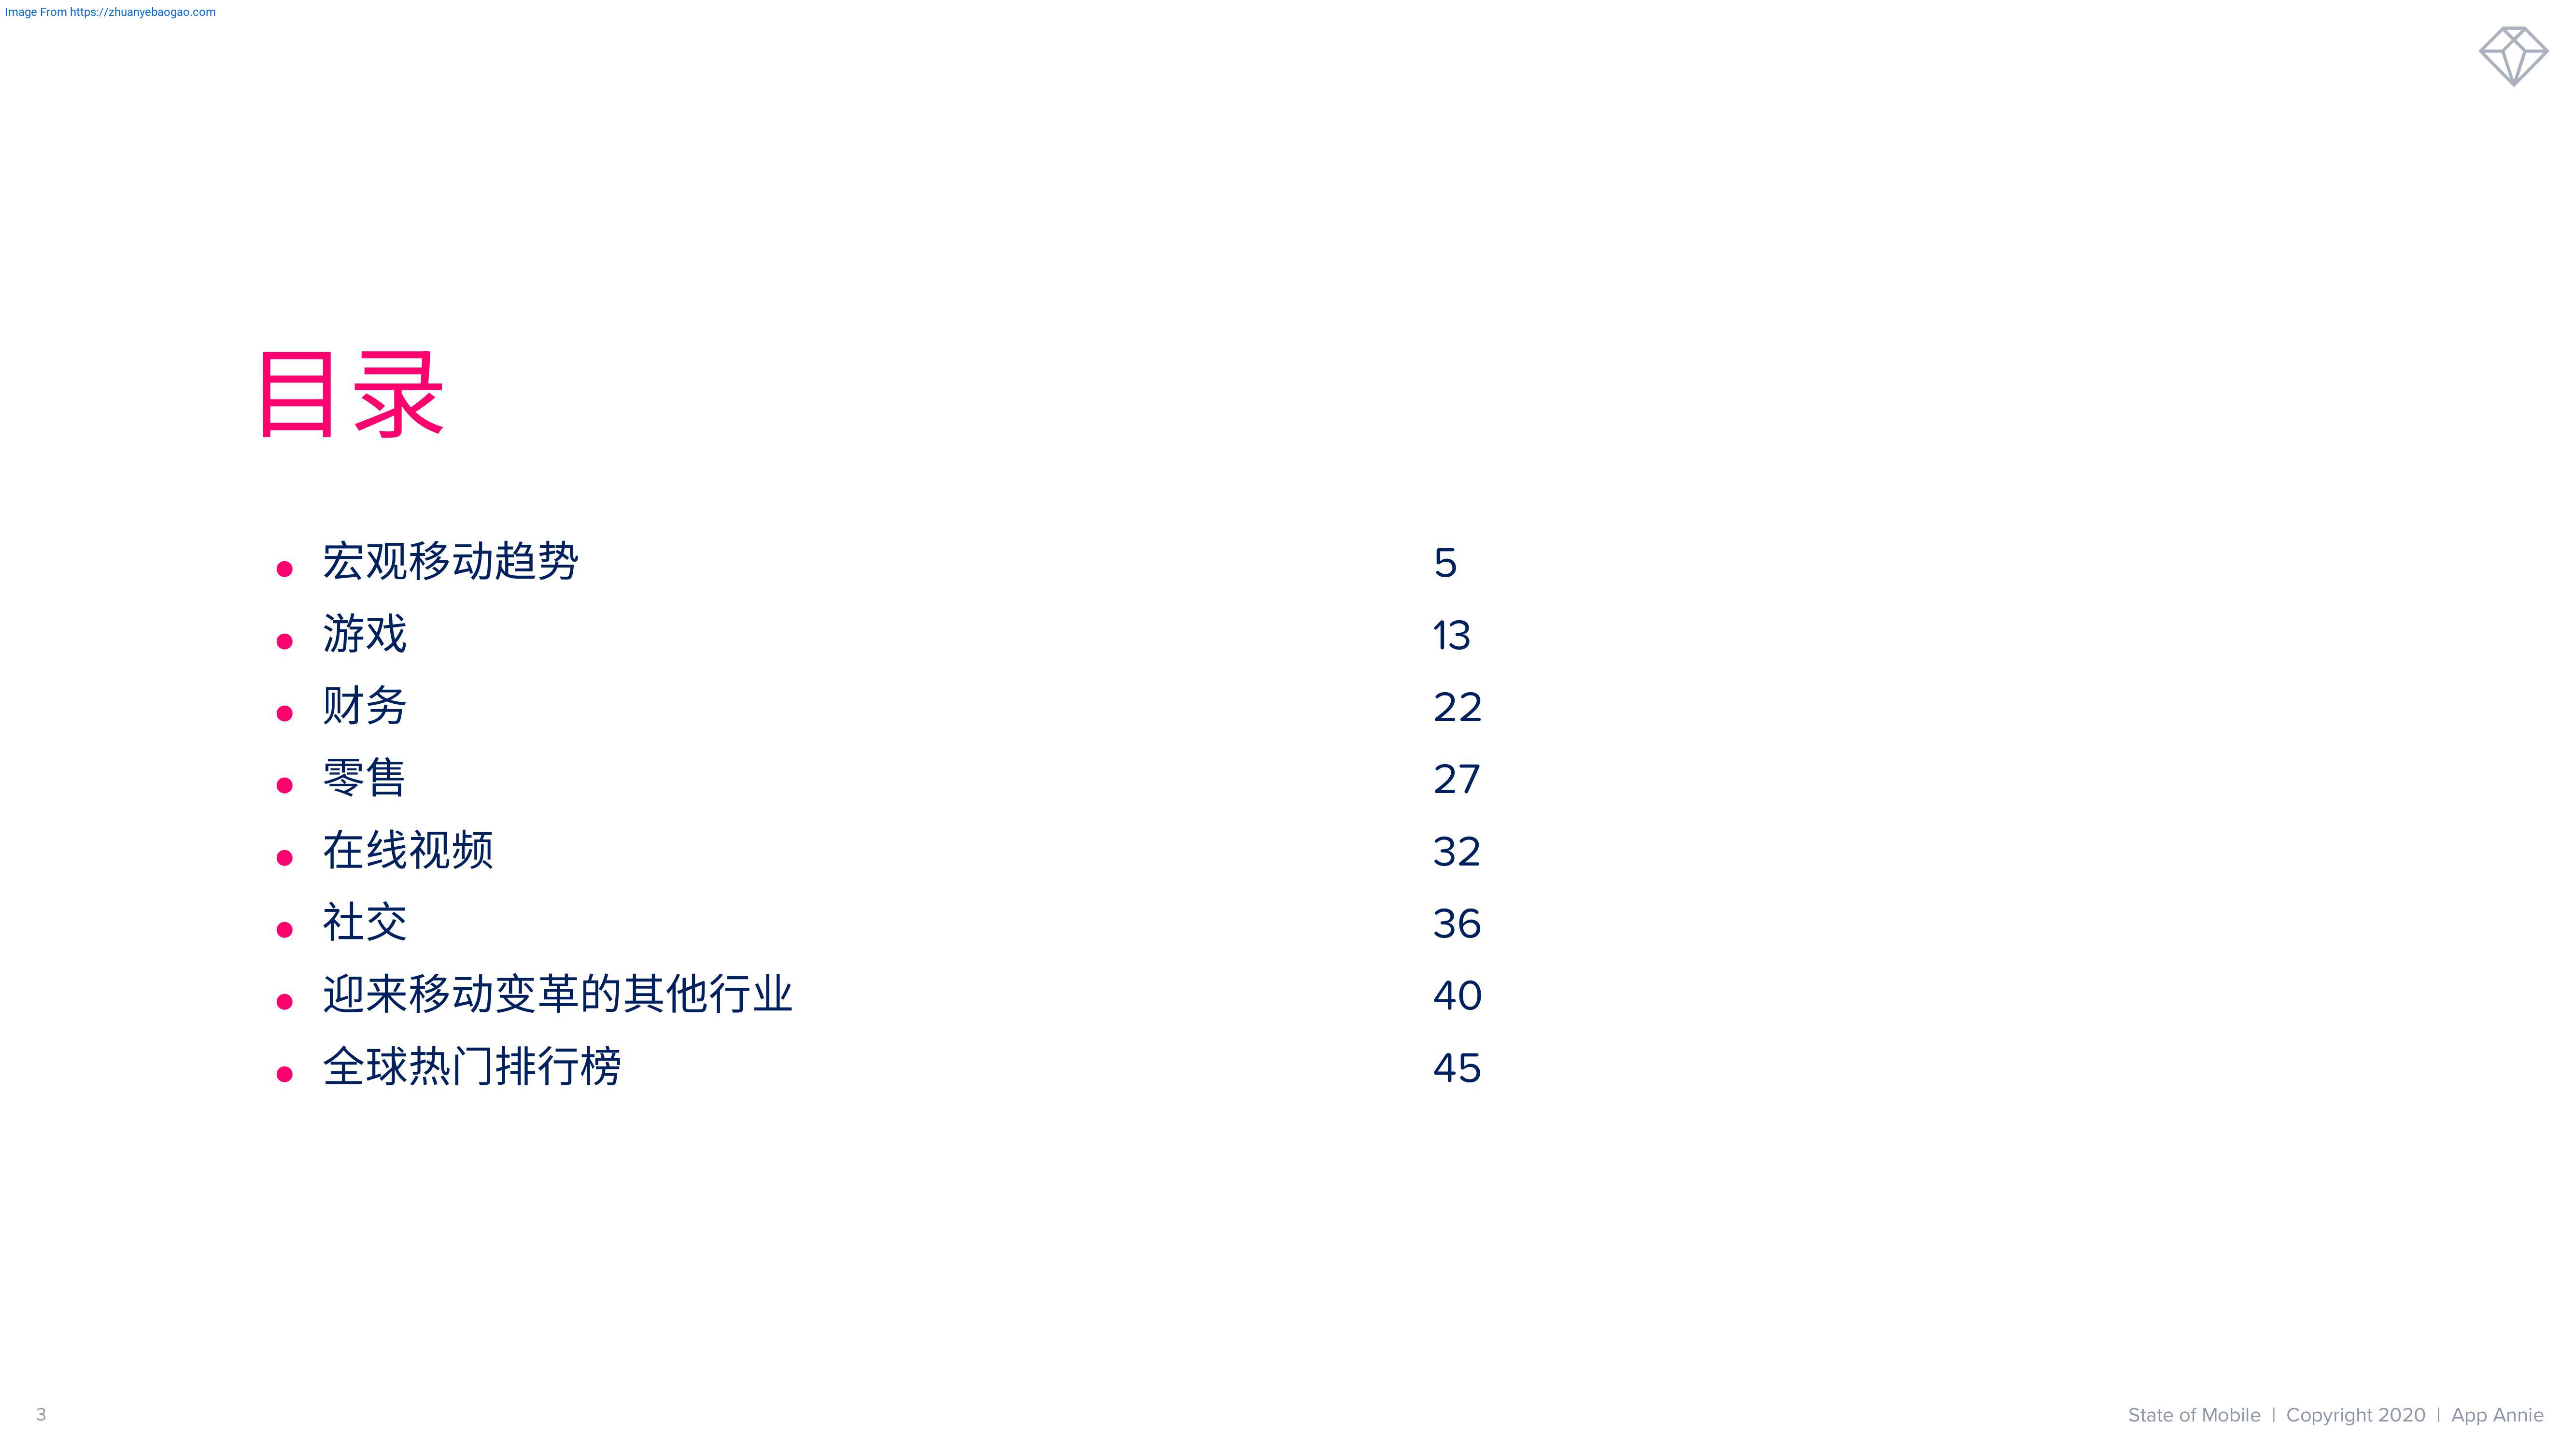 Image From https://zhuanyebaogao.com
目录
宏观移动趋势 5
游戏 13
财务 22
零售 27
在线视频 32
社交 36
迎来移动变革的其他行业 40
全球热门排行榜 45
3
State of Mobile | Copyright 2020 | App Annie